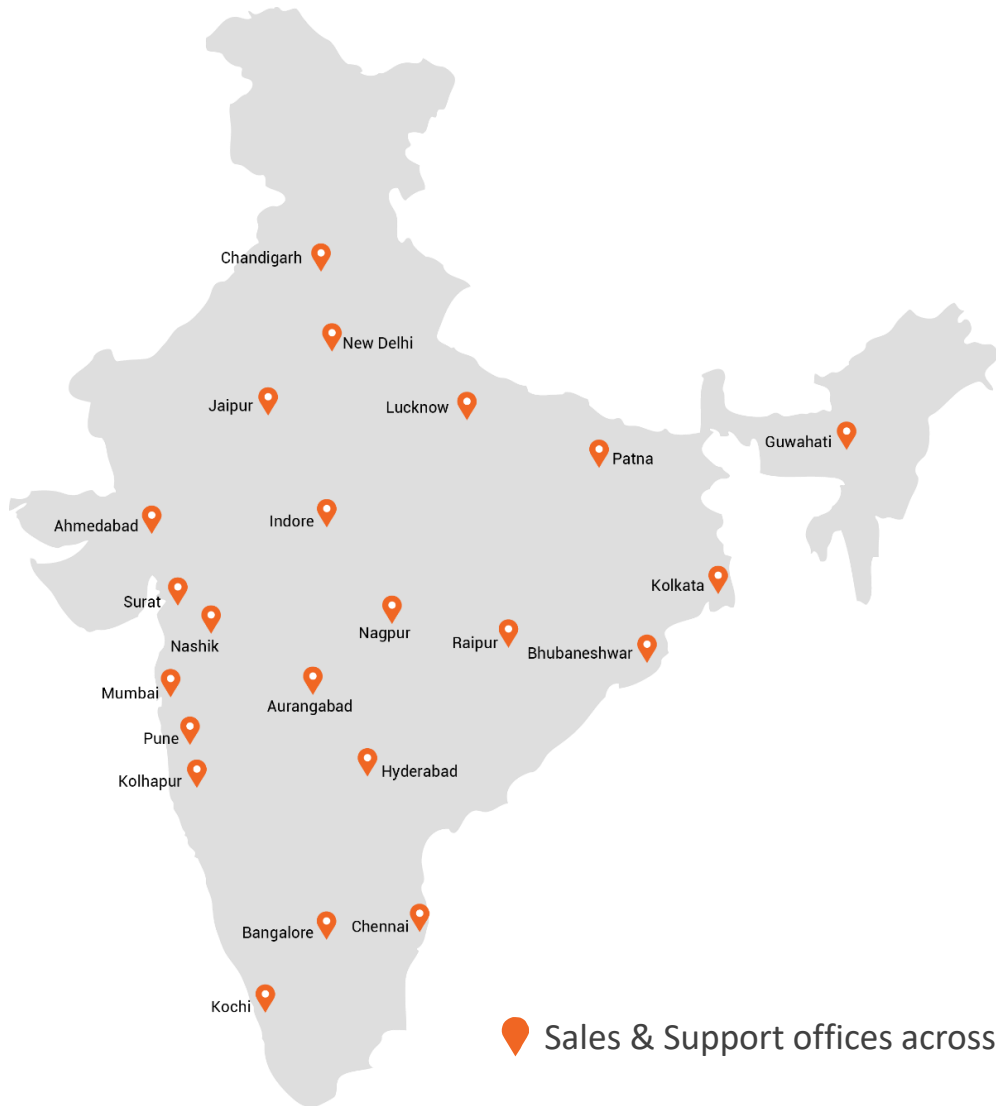 Chandigarh
New Delhi
Jaipur
Lucknow
Guwahati
Patna
Indore
Ahmedabad
Kolkata
Surat
Nagpur
Raipur
Nashik
Bhubaneshwar
Mumbai
Aurangabad
Pune
Hyderabad
Kolhapur
Chennai
Bangalore
Kochi
Sales & Support offices across